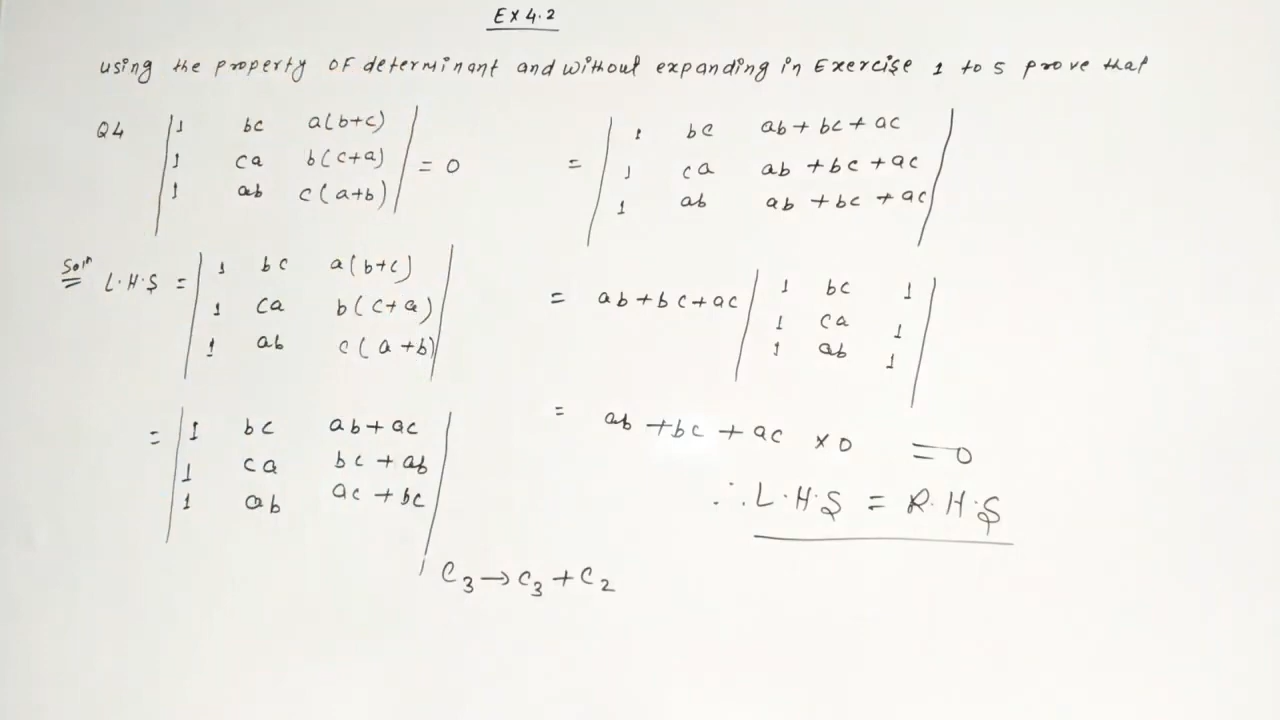 EX 4.2
using the property OF determinant and without expanding in Exercise 1 to 5 prove that
Q4 | 1 bc a(b+c) |
| 1 ca b(c+a) | = 0
| 1 ab c(a+b) |
Soln L.H.S = | 1 bc a(b+c) |
| 1 ca b(c+a) |
| 1 ab c(a+b) |
= | 1 bc ab+ac |
| 1 ca bc+ab |
| 1 ab ac+bc |
C₃→C₃+C₂
= | 1 bc ab+bc+ac |
| 1 ca ab+bc+ac |
| 1 ab ab+bc+ac |
= ab+bc+ac | 1 bc 1 |
| 1 ca 1 |
| 1 ab 1 |
= ab+bc+ac ×0 =0
∴ L.H.S = R.H.S